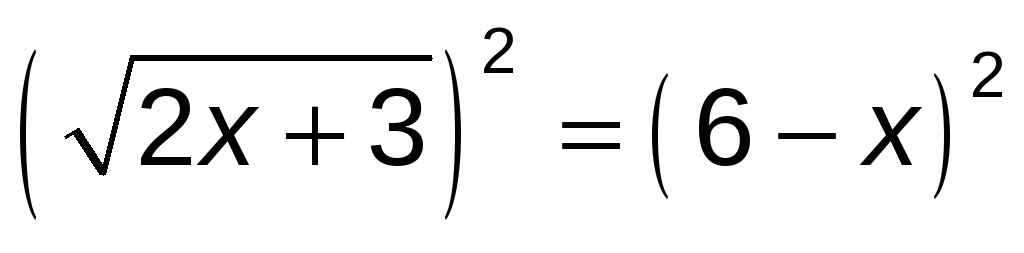 (√(2x + 3))² = (6 − x)²